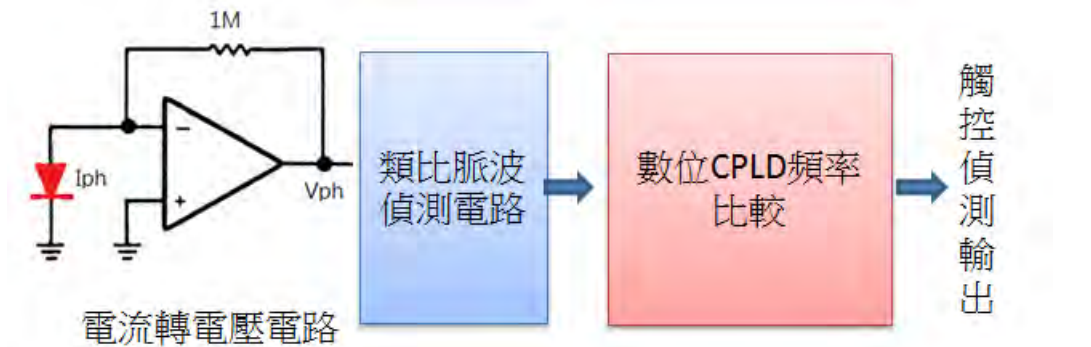 1M
Iph
Vph
電流轉電壓電路
類比脈波
偵測電路
數位CPLD頻率
比較
觸
控
偵
測
輸
出